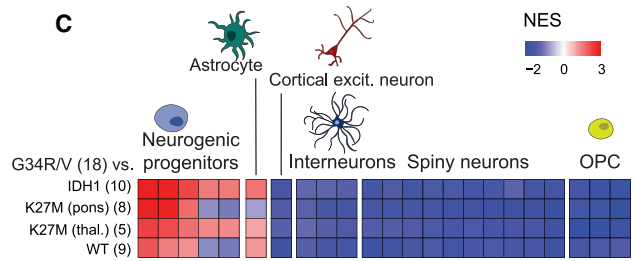 C
NES
−2 0 3
Astrocyte
Cortical excit. neuron
Neurogenic
progenitors
Interneurons Spiny neurons OPC
G34R/V (18) vs.
IDH1 (10)
K27M (pons) (8)
K27M (thal.) (5)
WT (9)